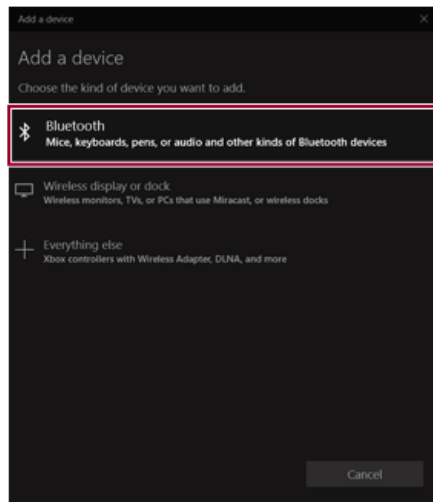 Add a device
Add a device
Choose the kind of device you want to add.
Bluetooth
Mice, keyboards, pens, or audio and other kinds of Bluetooth devices
Wireless display or dock
Wireless monitors, TVs, or PCs that use Miracast, or wireless docks
Everything else
Xbox controllers with Wireless Adapter, DLNA, and more
Cancel